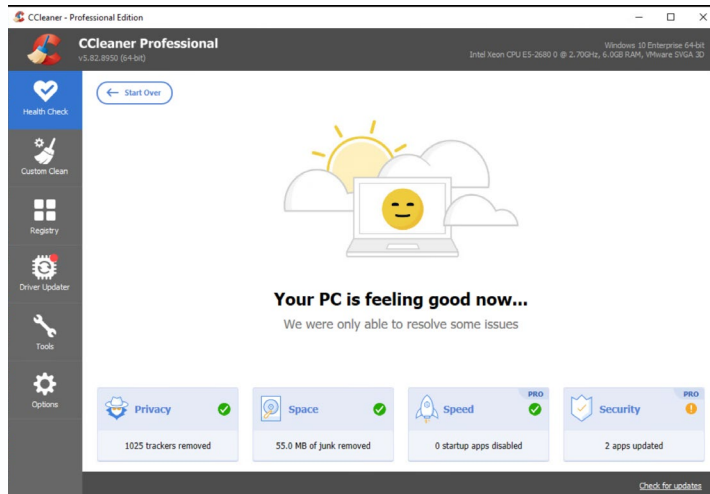 CCleaner - Professional Edition
CCleaner Professional
v5.82.8950 (64-bit)
Windows 10 Enterprise 64-bit
Intel Xeon CPU E5-2680 0 @ 2.70GHz, 6.0GB RAM, VMware SVGA 3D
Health Check
Start Over
Custom Clean
Registry
Driver Updater
Tools
Options
Your PC is feeling good now...
We were only able to resolve some issues
Privacy
1025 trackers removed
Space
55.0 MB of junk removed
PRO
Speed
0 startup apps disabled
PRO
Security
2 apps updated
Check for updates